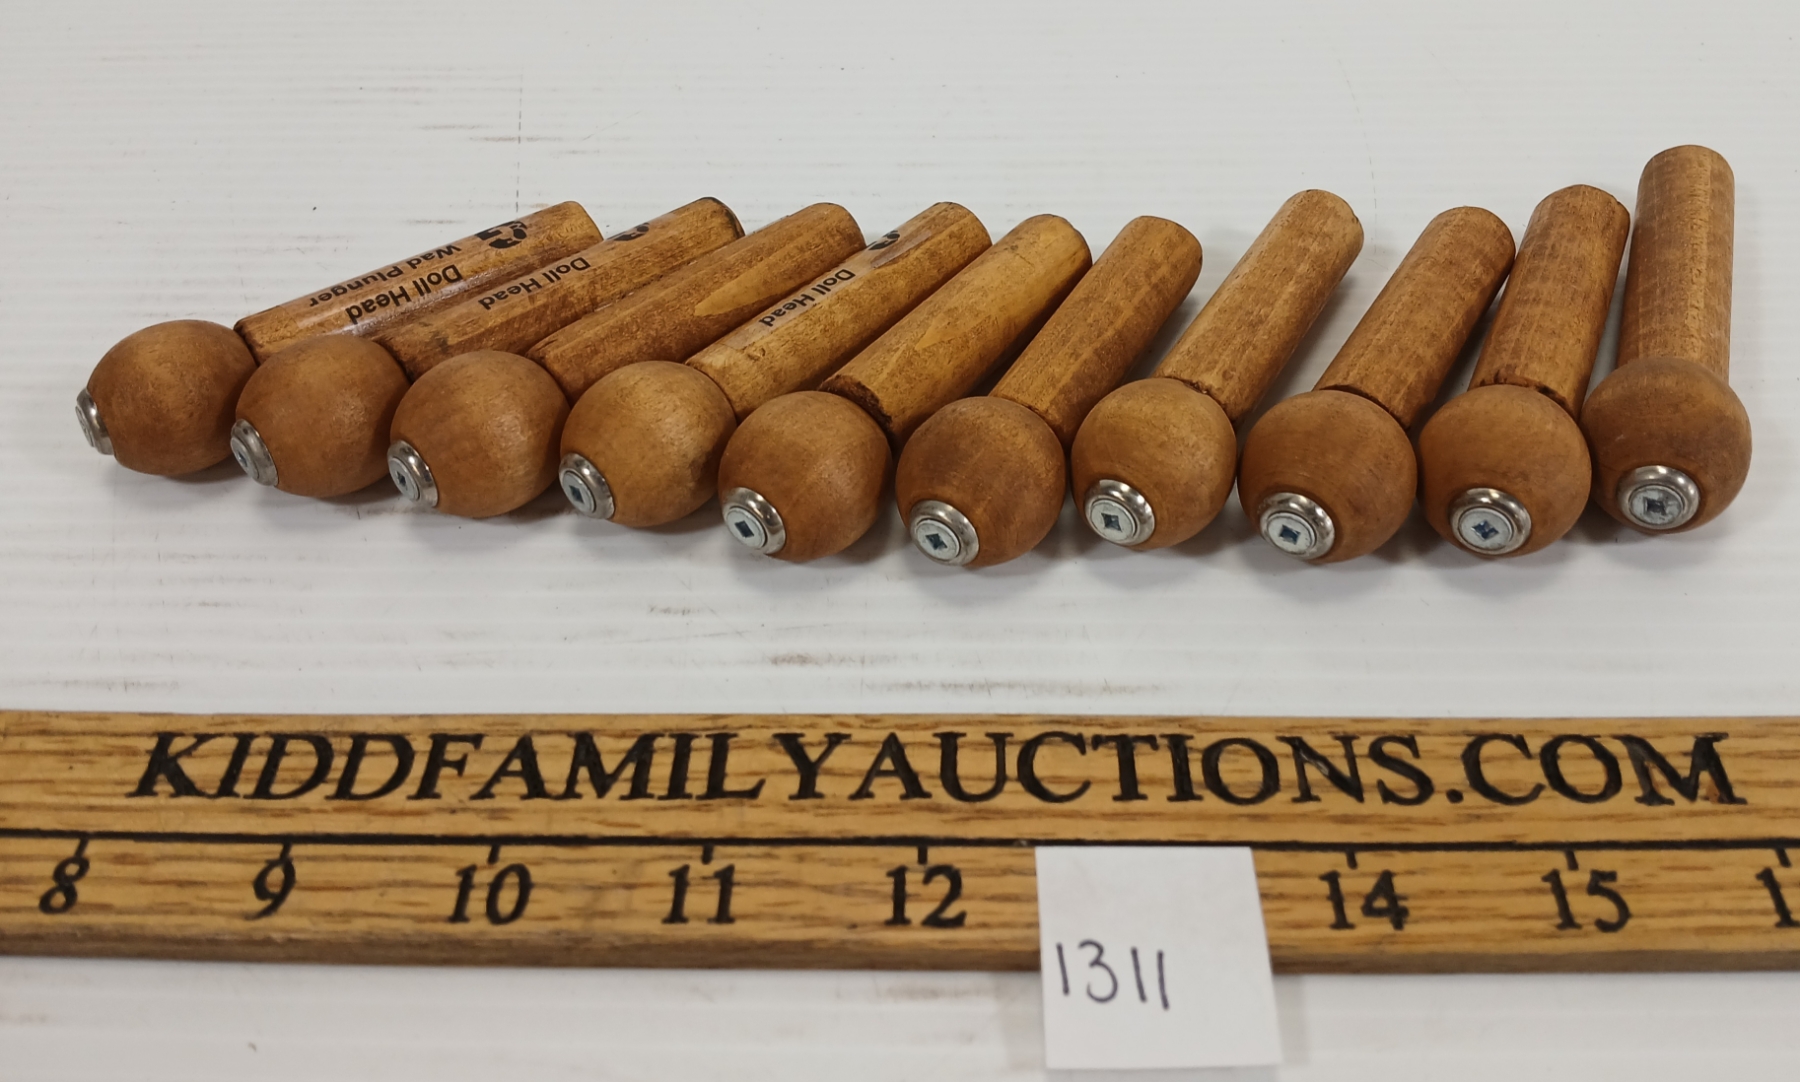 Doll Head
Wad Plunger
Doll Head
Doll Head
KIDDFAMILYAUCTIONS.COM
8 9 10 11 12 14 15
1311